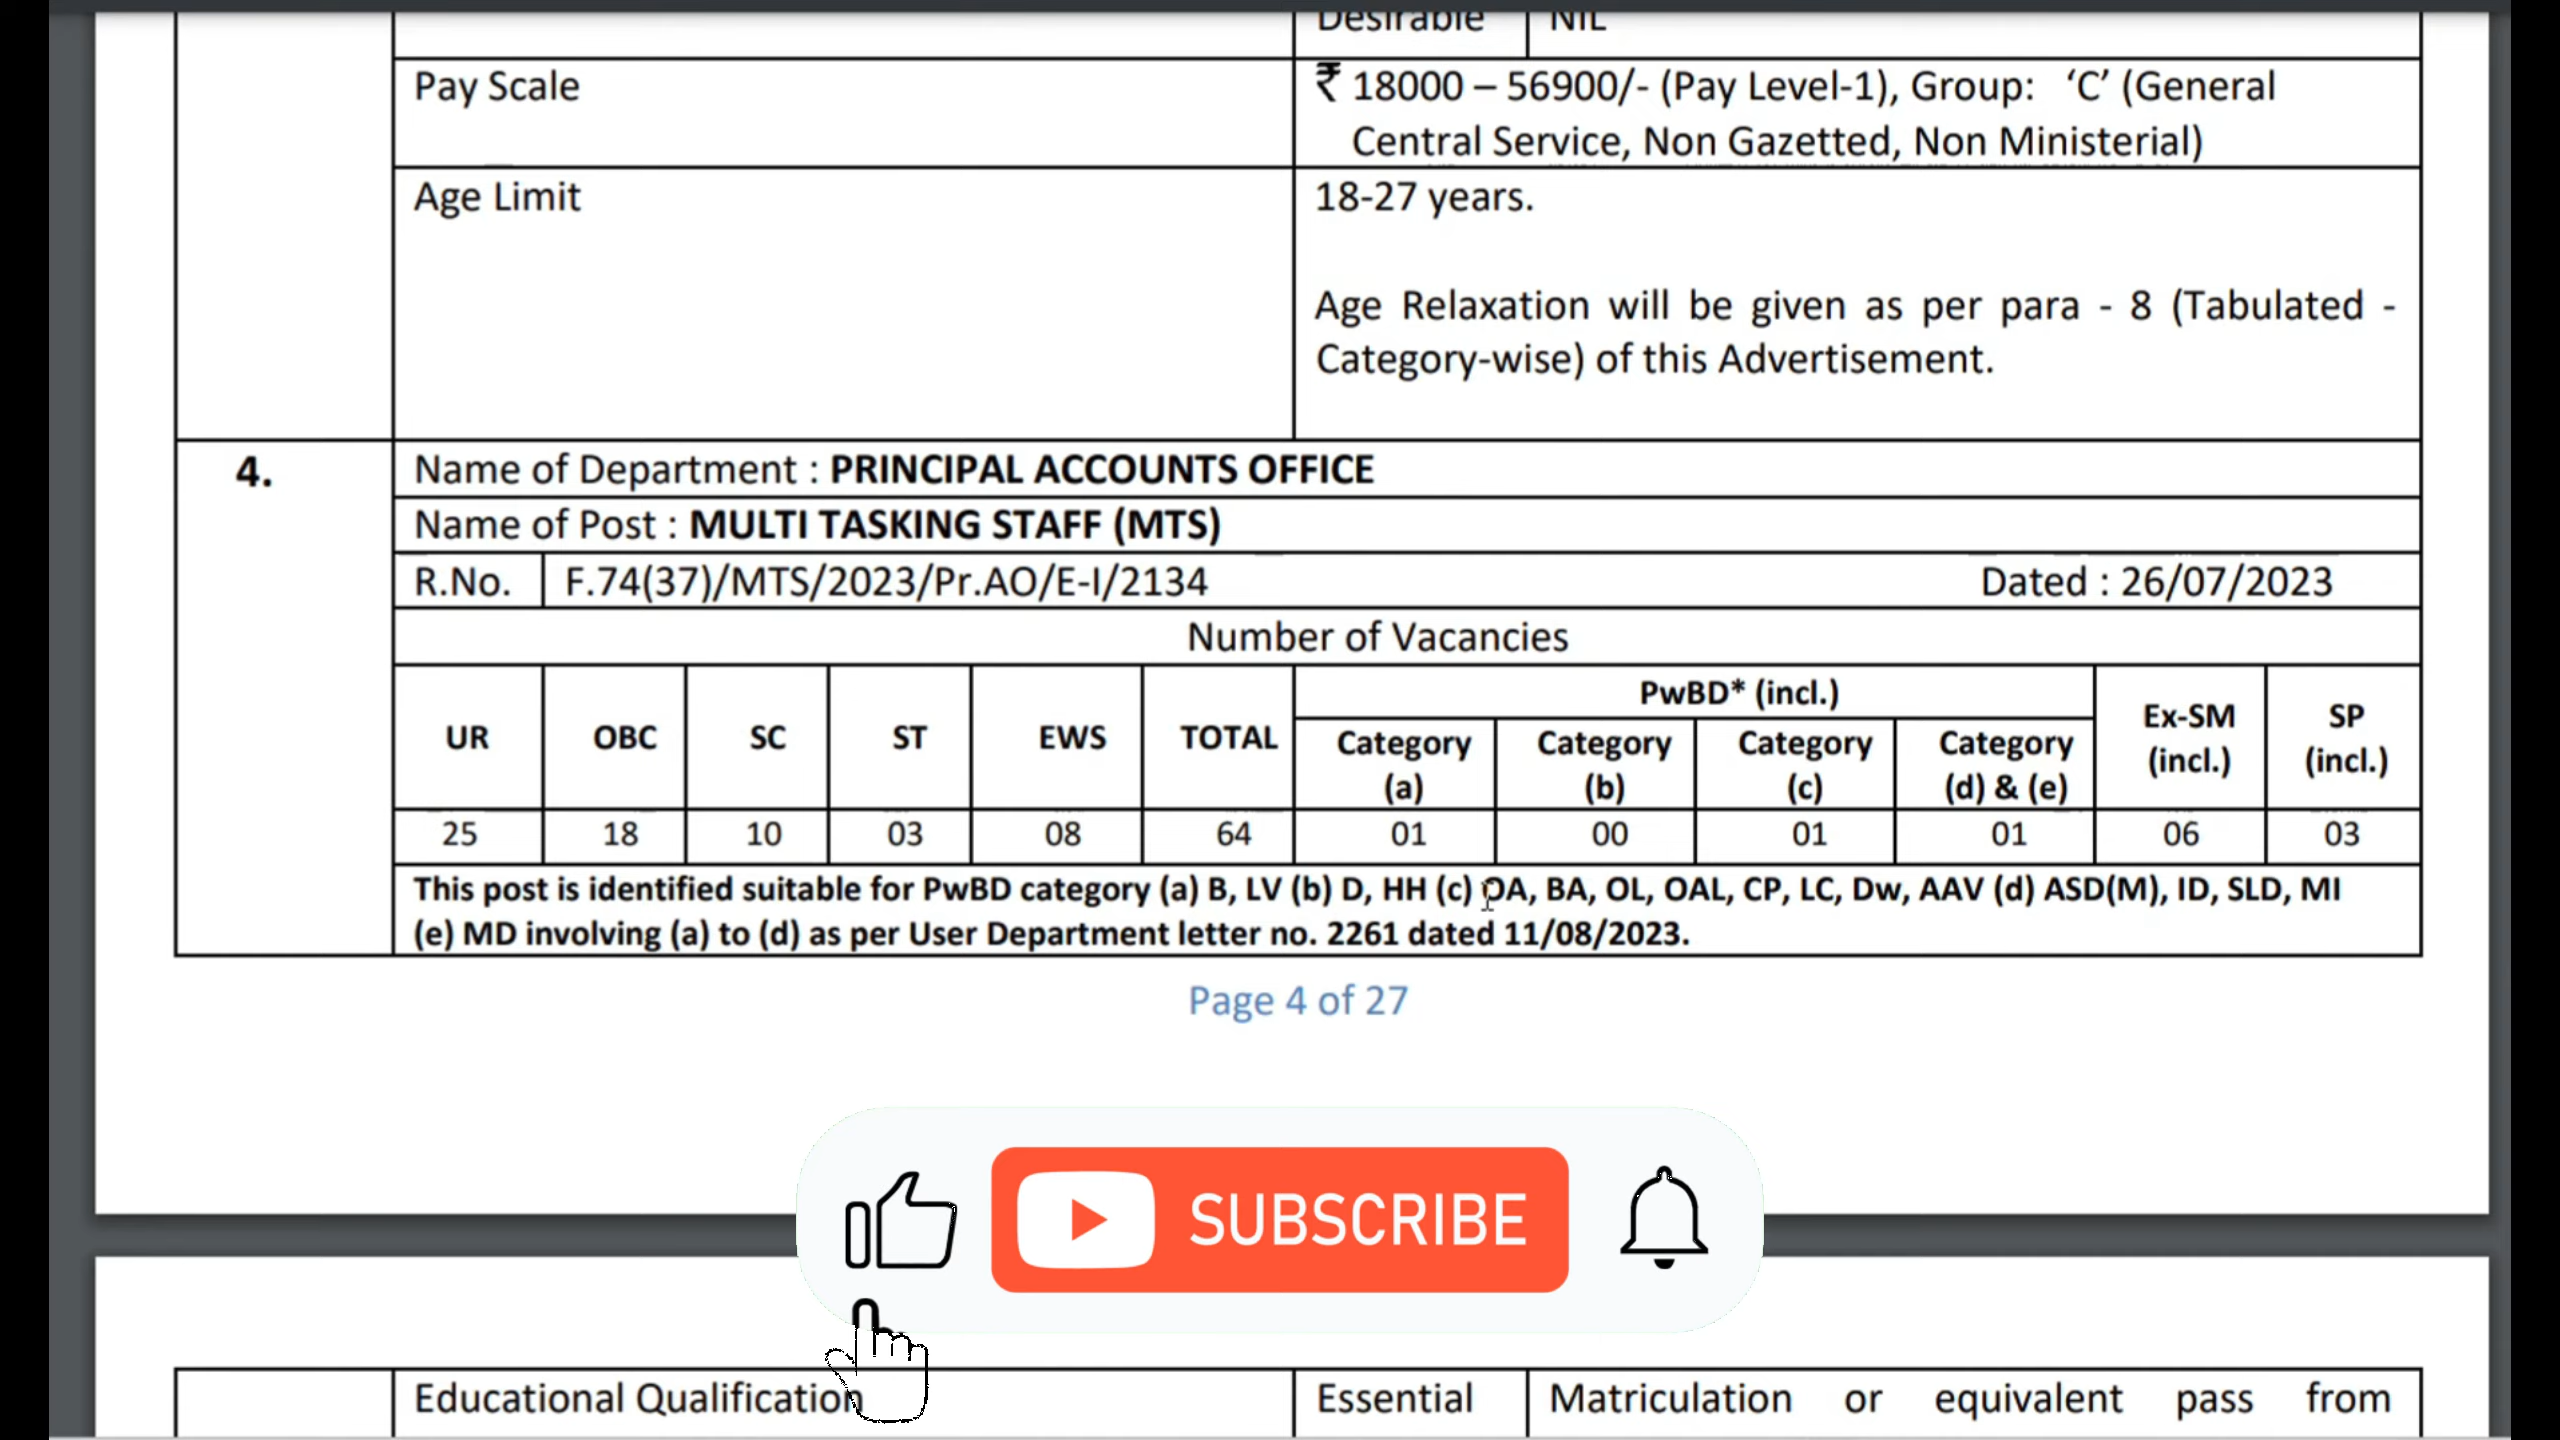 Desirable NIL
Pay Scale ₹ 18000 – 56900/- (Pay Level-1), Group: ‘C’ (General
Central Service, Non Gazetted, Non Ministerial)
Age Limit 18-27 years.
Age Relaxation will be given as per para - 8 (Tabulated -
Category-wise) of this Advertisement.
4. Name of Department : PRINCIPAL ACCOUNTS OFFICE
Name of Post : MULTI TASKING STAFF (MTS)
R.No. F.74(37)/MTS/2023/Pr.AO/E-I/2134 Dated : 26/07/2023
Number of Vacancies
UR OBC SC ST EWS TOTAL PwBD* (incl.) Ex-SM (incl.) SP (incl.)
Category (a) Category (b) Category (c) Category (d) & (e)
25 18 10 03 08 64 01 00 01 01 06 03
This post is identified suitable for PwBD category (a) B, LV (b) D, HH (c) OA, BA, OL, OAL, CP, LC, Dw, AAV (d) ASD(M), ID, SLD, MI
(e) MD involving (a) to (d) as per User Department letter no. 2261 dated 11/08/2023.
Page 4 of 27
SUBSCRIBE
Educational Qualification Essential Matriculation or equivalent pass from